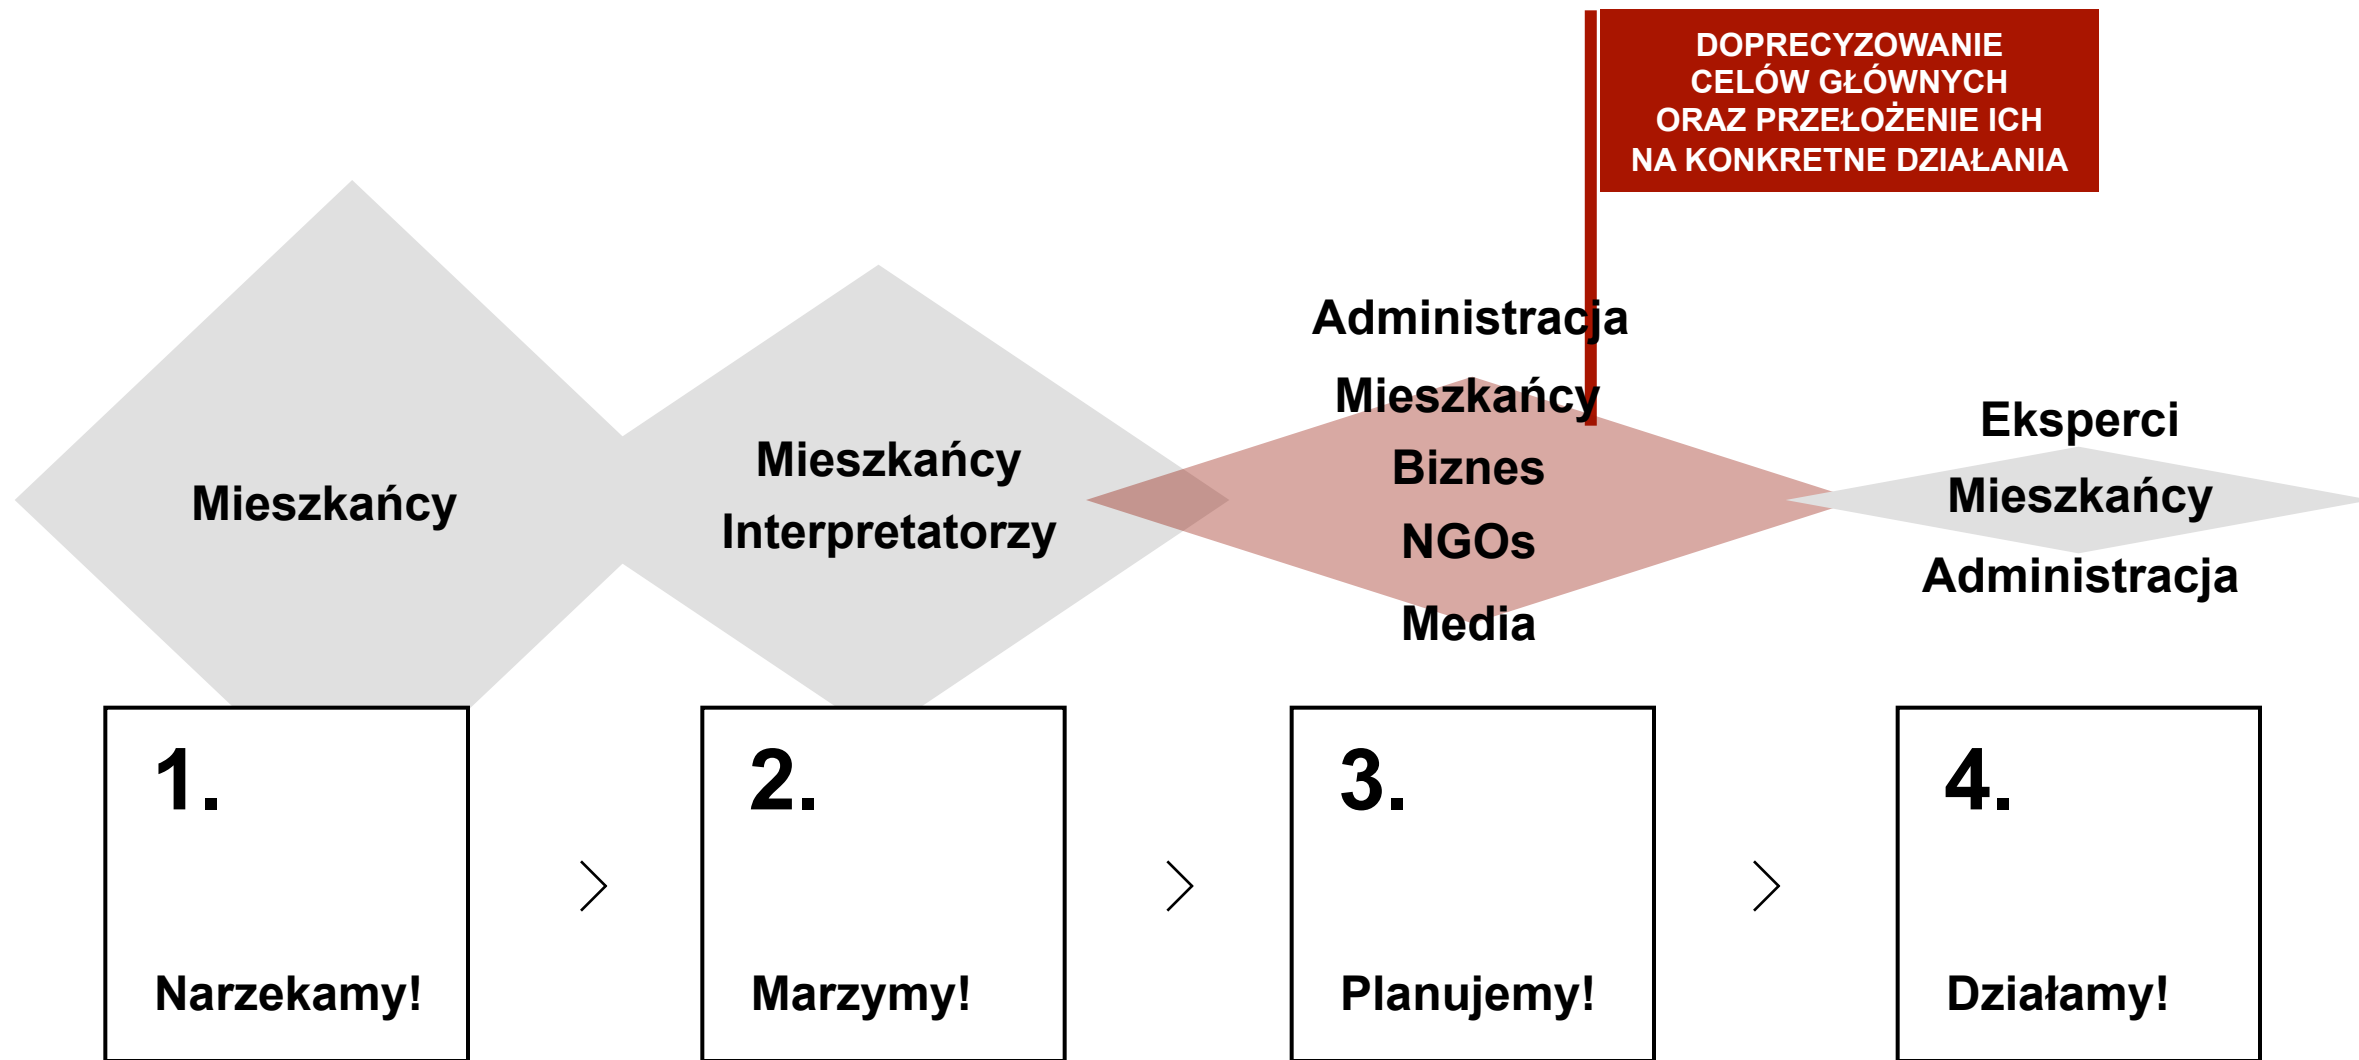 DOPRECYZOWANIE
CELÓW GŁÓWNYCH
ORAZ PRZEŁOŻENIE ICH
NA KONKRETNE DZIAŁANIA
Mieszkańcy
Mieszkańcy
Interpretatorzy
Administracja
Mieszkańcy
Biznes
NGOs
Media
Eksperci
Mieszkańcy
Administracja
1.
Narzekamy!
2.
Marzymy!
3.
Planujemy!
4.
Działamy!